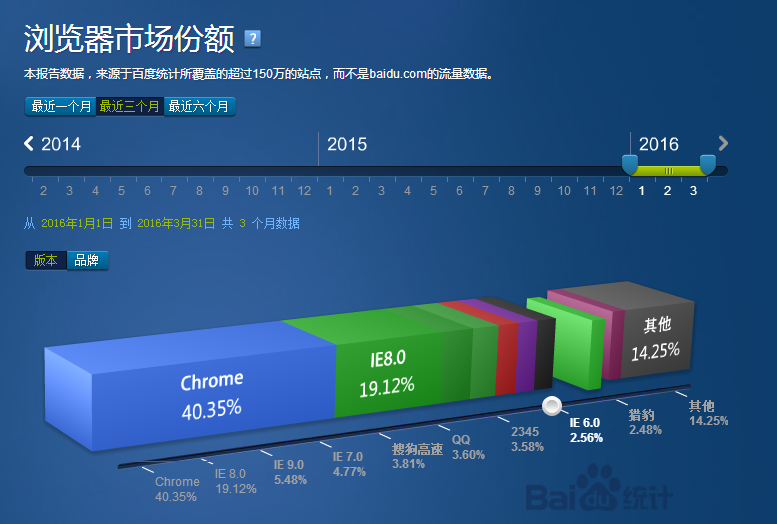 浏览器市场份额 ?
本报告数据，来源于百度统计所覆盖的超过150万的站点，而不是baidu.com的流量数据。
最近一个月 最近三个月 最近六个月
2014 2015 2016
2 3 4 5 6 7 8 9 10 11 12 2 3 4 5 6 7 8 9 10 11 12 1 2 3
从 2016年1月1日 到 2016年3月31日 共 3 个月数据
版本 品牌
Chrome
40.35%
IE8.0
19.12%
其他
14.25%
Chrome
40.35%
IE 8.0
19.12%
IE 9.0
5.48%
IE 7.0
4.77%
搜狗高速
3.81%
QQ
3.60%
2345
3.58%
IE 6.0
2.56%
猎豹
2.48%
其他
14.25%
Bai du 统计